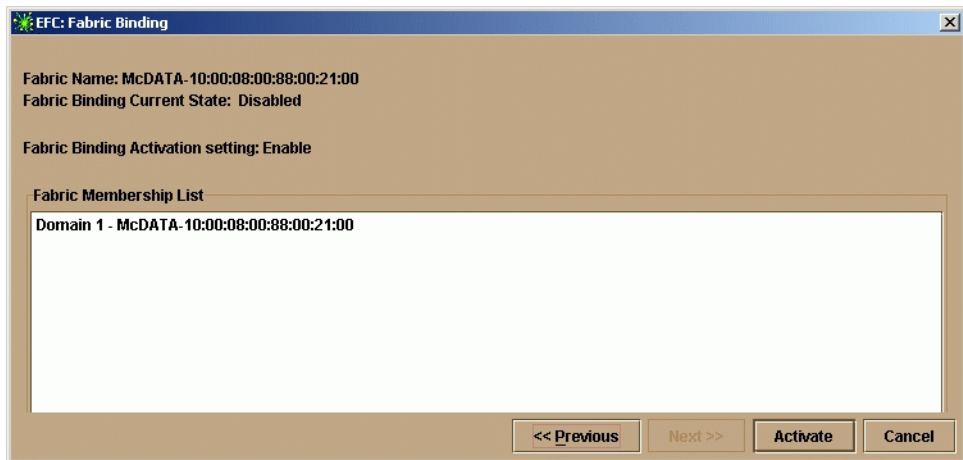 EFC: Fabric Binding
Fabric Name: McDATA-10:00:08:00:88:00:21:00
Fabric Binding Current State: Disabled
Fabric Binding Activation setting: Enable
Fabric Membership List
Domain 1 - McDATA-10:00:08:00:88:00:21:00
<< Previous Next >> Activate Cancel